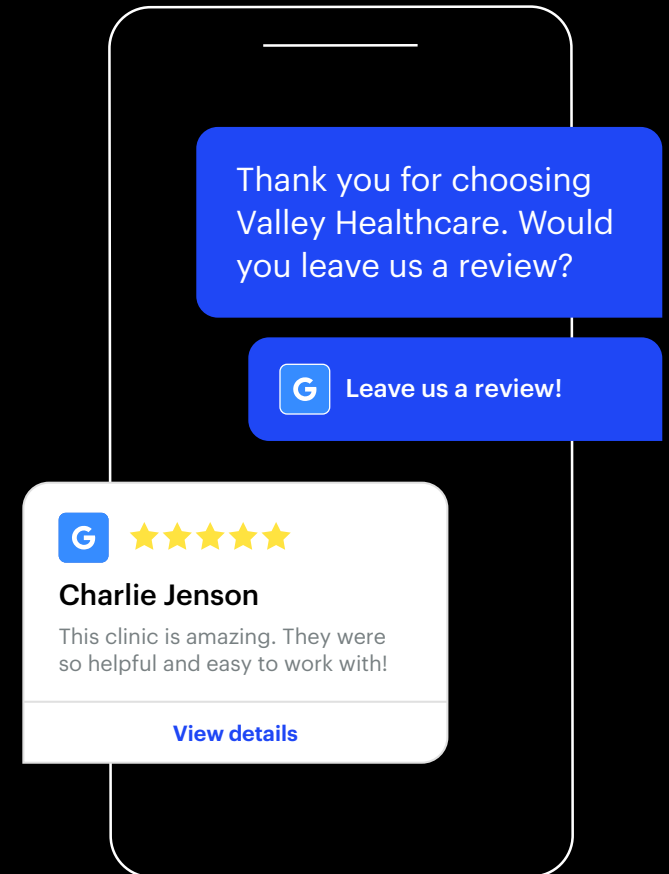 Thank you for choosing
Valley Healthcare. Would
you leave us a review?
G Leave us a review!
G
Charlie Jenson
This clinic is amazing. They were
so helpful and easy to work with!
View details